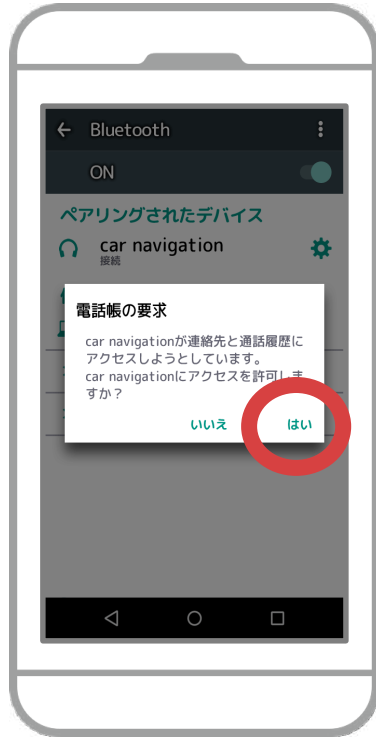 Bluetooth
ON
ペアリングされたデバイス
car navigation
接続
電話帳の要求
car navigationが連絡先と通話履歴に
アクセスしようとしています。
car navigationにアクセスを許可しま
すか？
いいえ
はい